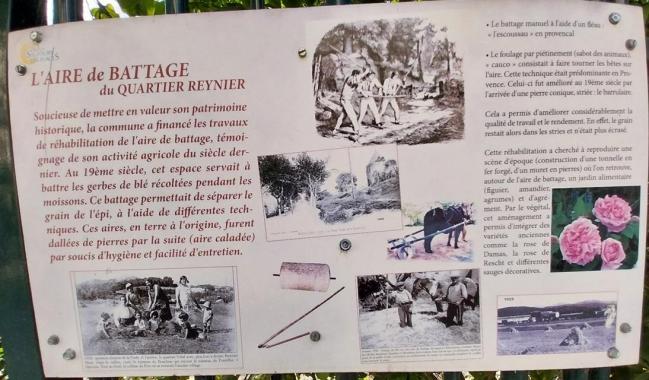 L'AIRE de BATTAGE
du QUARTIER REYNIER
Soucieuse de mettre en valeur son patrimoine
historique, la commune a financé les travaux
de réhabilitation de l'aire de battage, témoi-
gnage de son activité agricole du siècle der-
nier. Au 19ème siècle, cet espace servait à
battre les gerbes de blé récoltées pendant les
moissons. Ce battage permettait de séparer le
grain de l'épi, à l'aide de différentes tech-
niques. Ces aires, en terre à l'origine, furent
dallées de pierres par la suite (aire caladée)
par soucis d'hygiène et facilité d'entretien.
• Le battage manuel à l'aide d'un fléau
« l'escoussau » en provencal
• Le foulage par piétinement (sabot des animaux)
« cauco » consistait à faire tourner les bêtes sur
l'aire. Cette technique était prédominante en Pro-
vence. Celui-ci fut amélioré au 19ème siècle par
l'arrivée d'une pierre conique, striée : le barrulaïre.
Cela a permis d'améliorer considérablement la
qualité de travail et le rendement. En effet, le grain
restait alors dans les stries et n'était plus écrasé.
Cette réhabilitation a cherché à reproduire une
scène d'époque (construction d'une tonnelle en
fer forgé, d'un muret en pierres) où l'on retrouve,
autour de l'aire de battage, un jardin alimentaire
(figuier, amandier,
agrumes) et d'agré-
ment. Par le végétal,
cet aménagement a
permis d'intégrer des
variétés anciennes
comme la rose de
Damas, la rose de
Rescht et différentes
sauges décoratives.
1925